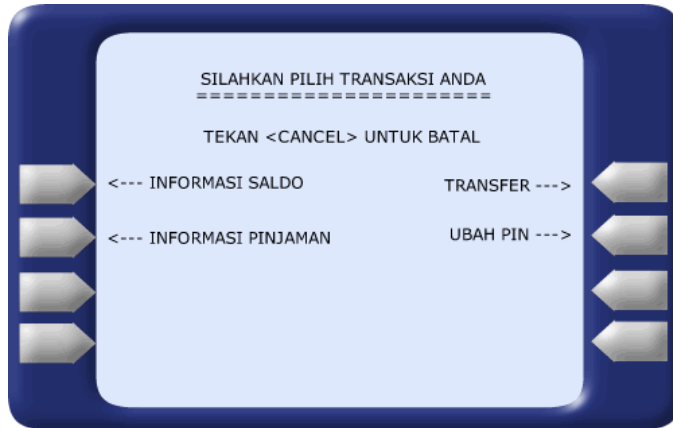 SILAHKAN PILIH TRANSAKSI ANDA
======================
TEKAN <CANCEL> UNTUK BATAL
<--- INFORMASI SALDO
TRANSFER --->
<--- INFORMASI PINJAMAN
UBAH PIN --->